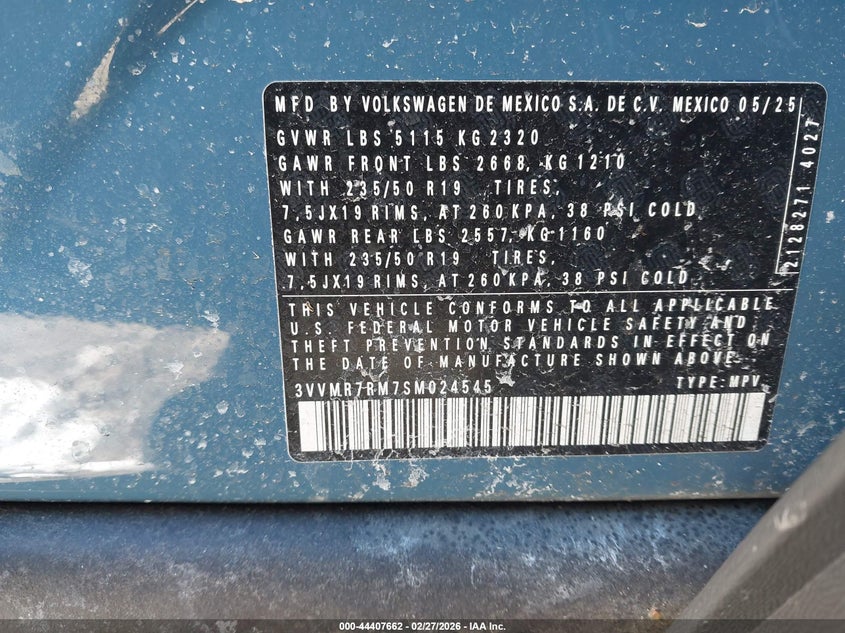 MFD BY VOLKSWAGEN DE MEXICO S.A. DE C.V. MEXICO 05/25
GVWR LBS 5115 KG 2320
GAWR FRONT LBS 2668, KG 1210
WITH 235/50 R19 TIRES,
7,5JX19 RIMS, AT 260 KPA, 38 PSI COLD
GAWR REAR LBS 2557, KG 1160
WITH 235/50 R19 TIRES,
7,5JX19 RIMS, AT 260 KPA, 38 PSI COLD
2128271 4027
THIS VEHICLE CONFORMS TO ALL APPLICABLE
U.S. FEDERAL MOTOR VEHICLE SAFETY AND
THEFT PREVENTION STANDARDS IN EFFECT ON
THE DATE OF MANUFACTURE SHOWN ABOVE.
3VVMR7RM7SM024545 TYPE: MPV
000-44407662 - 02/27/2026 - IAA Inc.